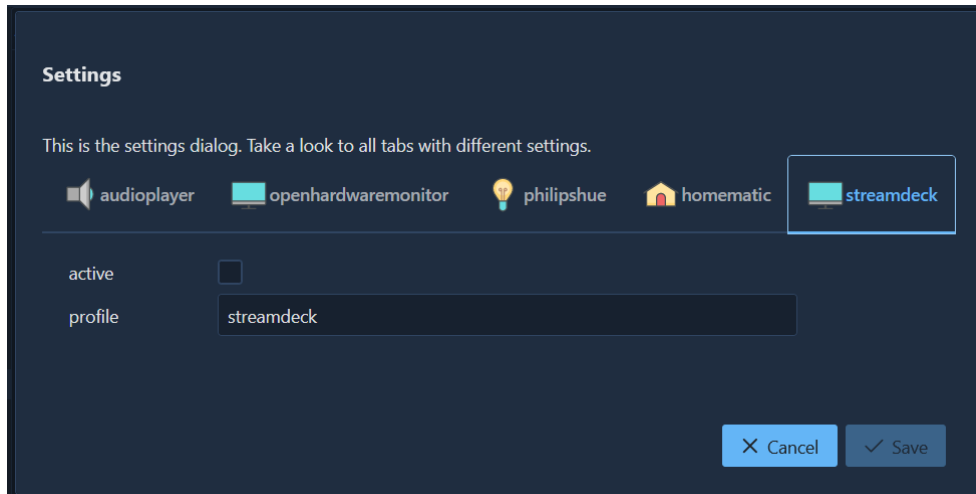 Settings
This is the settings dialog. Take a look to all tabs with different settings.
audioplayer openhardwaremonitor philipshue homematic streamdeck
active
profile streamdeck
Cancel Save